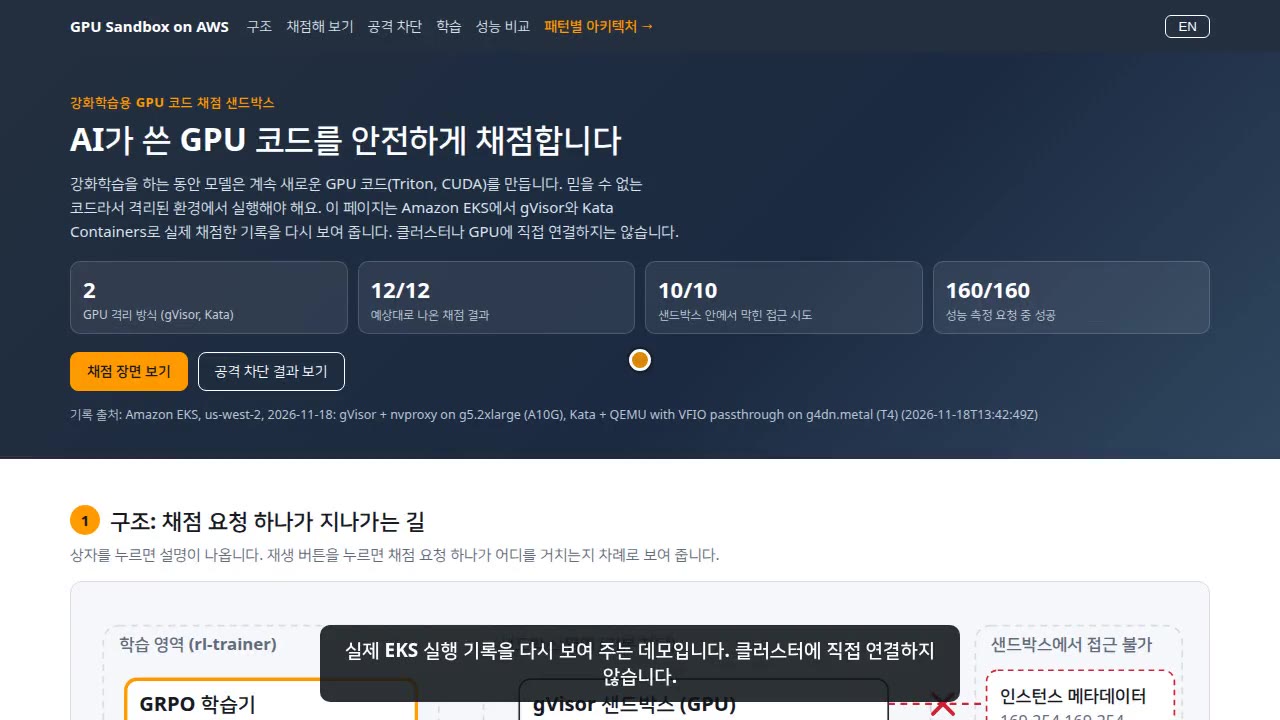 GPU Sandbox on AWS 구조 채점해 보기 공격 차단 학습 성능 비교 패턴별 아키텍처 → EN
강화학습용 GPU 코드 채점 샌드박스
AI가 쓴 GPU 코드를 안전하게 채점합니다
강화학습을 하는 동안 모델은 계속 새로운 GPU 코드(Triton, CUDA)를 만듭니다. 믿을 수 없는
코드라서 격리된 환경에서 실행해야 해요. 이 페이지는 Amazon EKS에서 gVisor와 Kata
Containers로 실제 채점한 기록을 다시 보여 줍니다. 클러스터나 GPU에 직접 연결하지는 않습니다.
2
GPU 격리 방식 (gVisor, Kata)
12/12
예상대로 나온 채점 결과
10/10
샌드박스 안에서 막힌 접근 시도
160/160
성능 측정 요청 중 성공
채점 장면 보기 공격 차단 결과 보기
기록 출처: Amazon EKS, us-west-2, 2026-11-18: gVisor + nvproxy on g5.2xlarge (A10G), Kata + QEMU with VFIO passthrough on g4dn.metal (T4) (2026-11-18T13:42:49Z)
1 구조: 채점 요청 하나가 지나가는 길
상자를 누르면 설명이 나옵니다. 재생 버튼을 누르면 채점 요청 하나가 어디를 거치는지 차례로 보여 줍니다.
학습 영역 (rl-trainer)
샌드박스에서 접근 불가
실제 EKS 실행 기록을 다시 보여 주는 데모입니다. 클러스터에 직접 연결하지
않습니다.
GRPO 학습기
gVisor 샌드박스 (GPU)
인스턴스 메타데이터
169.254.169.254